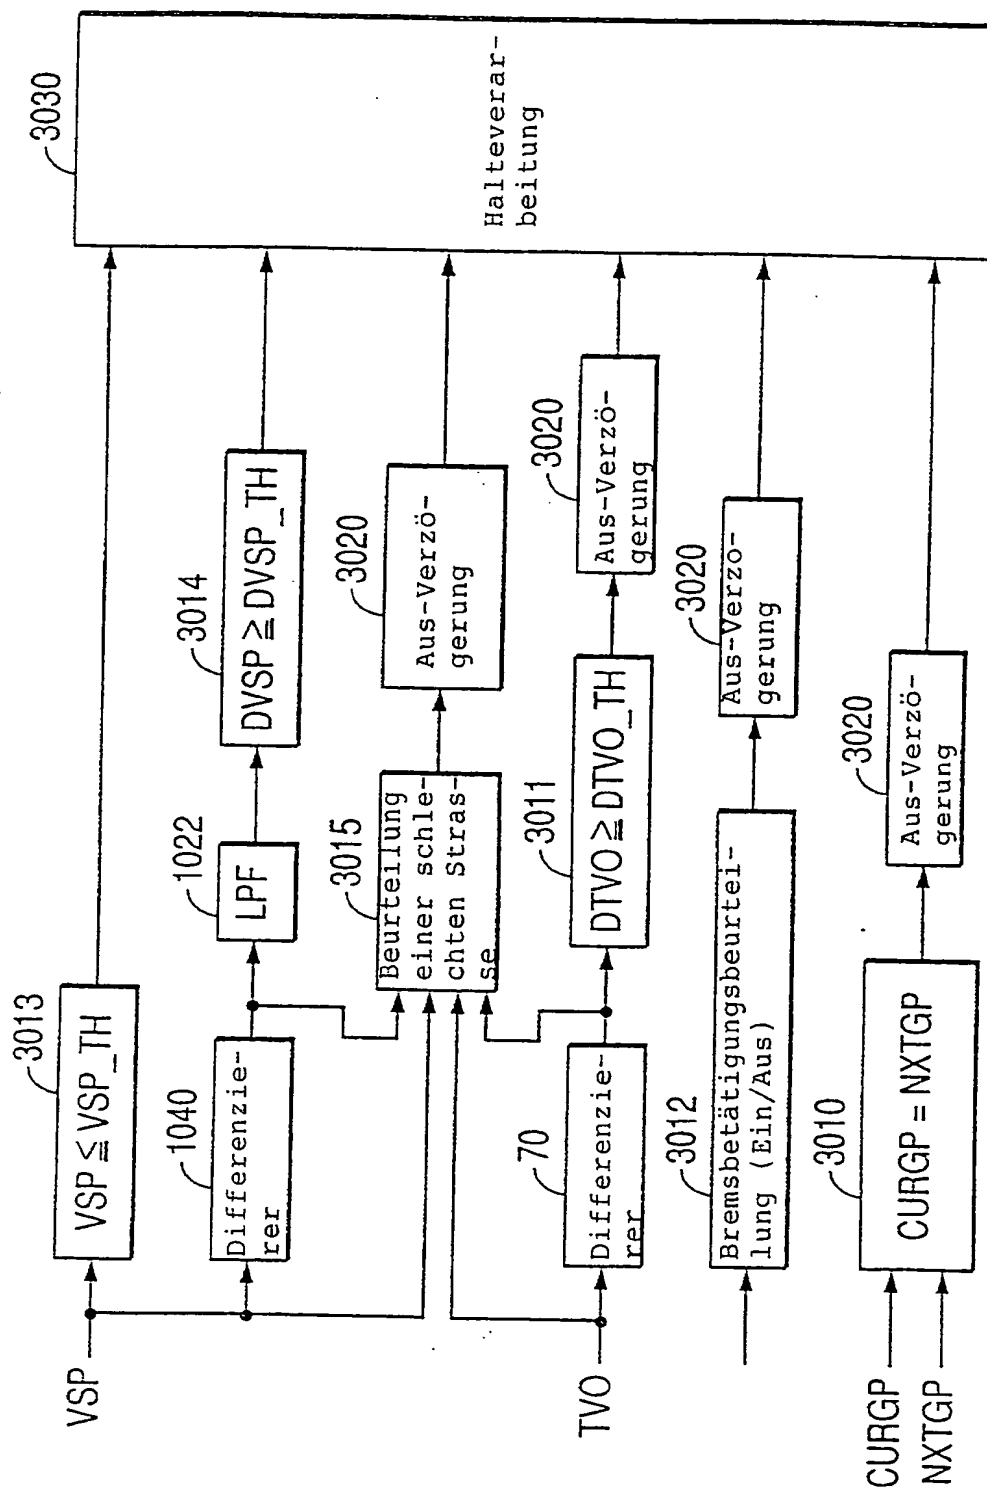 VSP
3013
VSP ≦ VSP_TH
1040
Differenzie-
rer
1022
LPF
3014
DVSP ≧ DVSP_TH
3015
Beurteilung
einer schle-
chten Stras-
se
3020
Aus-Verzö-
gerung
TVO
70
Differenzie-
rer
3011
DTVO ≧ DTVO_TH
3020
Aus-Verzö-
gerung
3012
Bremsbetätigungsbeurtei-
lung (Ein/Aus)
3020
Aus-Verzo-
gerung
CURGP
NXTGP
3010
CURGP = NXTGP
3020
Aus-Verzö-
gerung
3030
Halteverar-
beitung